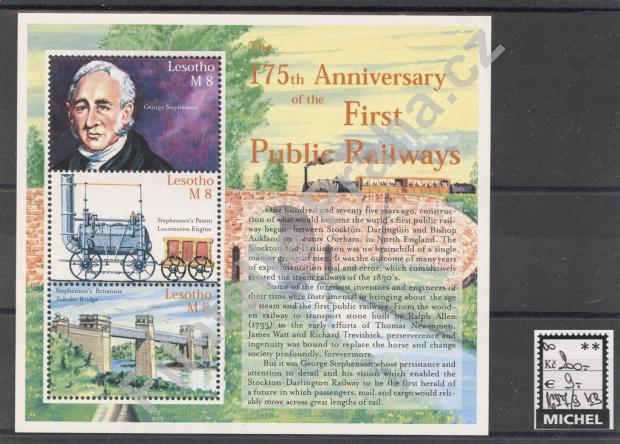 Lesotho
M 8
George Stephenson
Lesotho
M 8
Stephenson's Patent
Locomotive Engine
Stephenson's Britannia
Tubular Bridge
Lesotho
M 8
The
175th Anniversary
of the
First
Public Railways
One hundred and seventy five years ago, construc-
tion of what would become the world's first public rail-
way began between Stockton, Darlington and Bishop
Aukland in County Durham, in North England. The
Stockton and Darlington was no brainchild of a single
man or group of men. It was the outcome of many years
of experimentation trial and error, which cumulatively
created the steam railways of the 1830's.
Some of the foremost inventors and engineers of
their time were instrumental in bringing about the age
of steam and the first public railways. From the wood-
en railway to transport stone built by Ralph Allen
(1733) to the early efforts of Thomas Newcomen,
James Watt and Richard Trevithick, perserverence and
ingenuity was bound to replace the horse and change
society profoundly, forevermore.
But it was George Stephenson whose persistance and
attention to detail and his vision which enabled the
Stockton-Darlington Railway to be the first herald of
a future in which passengers, mail, and cargo would reli-
ably move across great lengths of rail.
**
Kč 200.-
€ 9.-
MICHEL